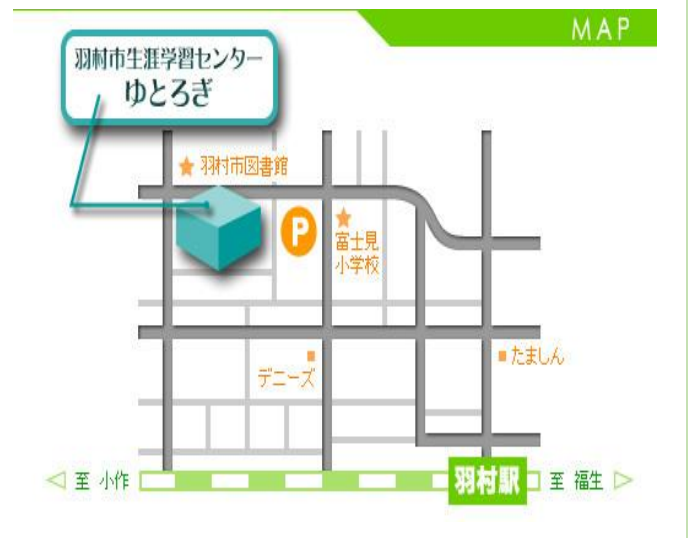 MAP
羽村市生涯学習センター
ゆとろぎ
羽村市図書館
P
富士見
小学校
デニーズ
たましん
至 小作
羽村駅
至 福生